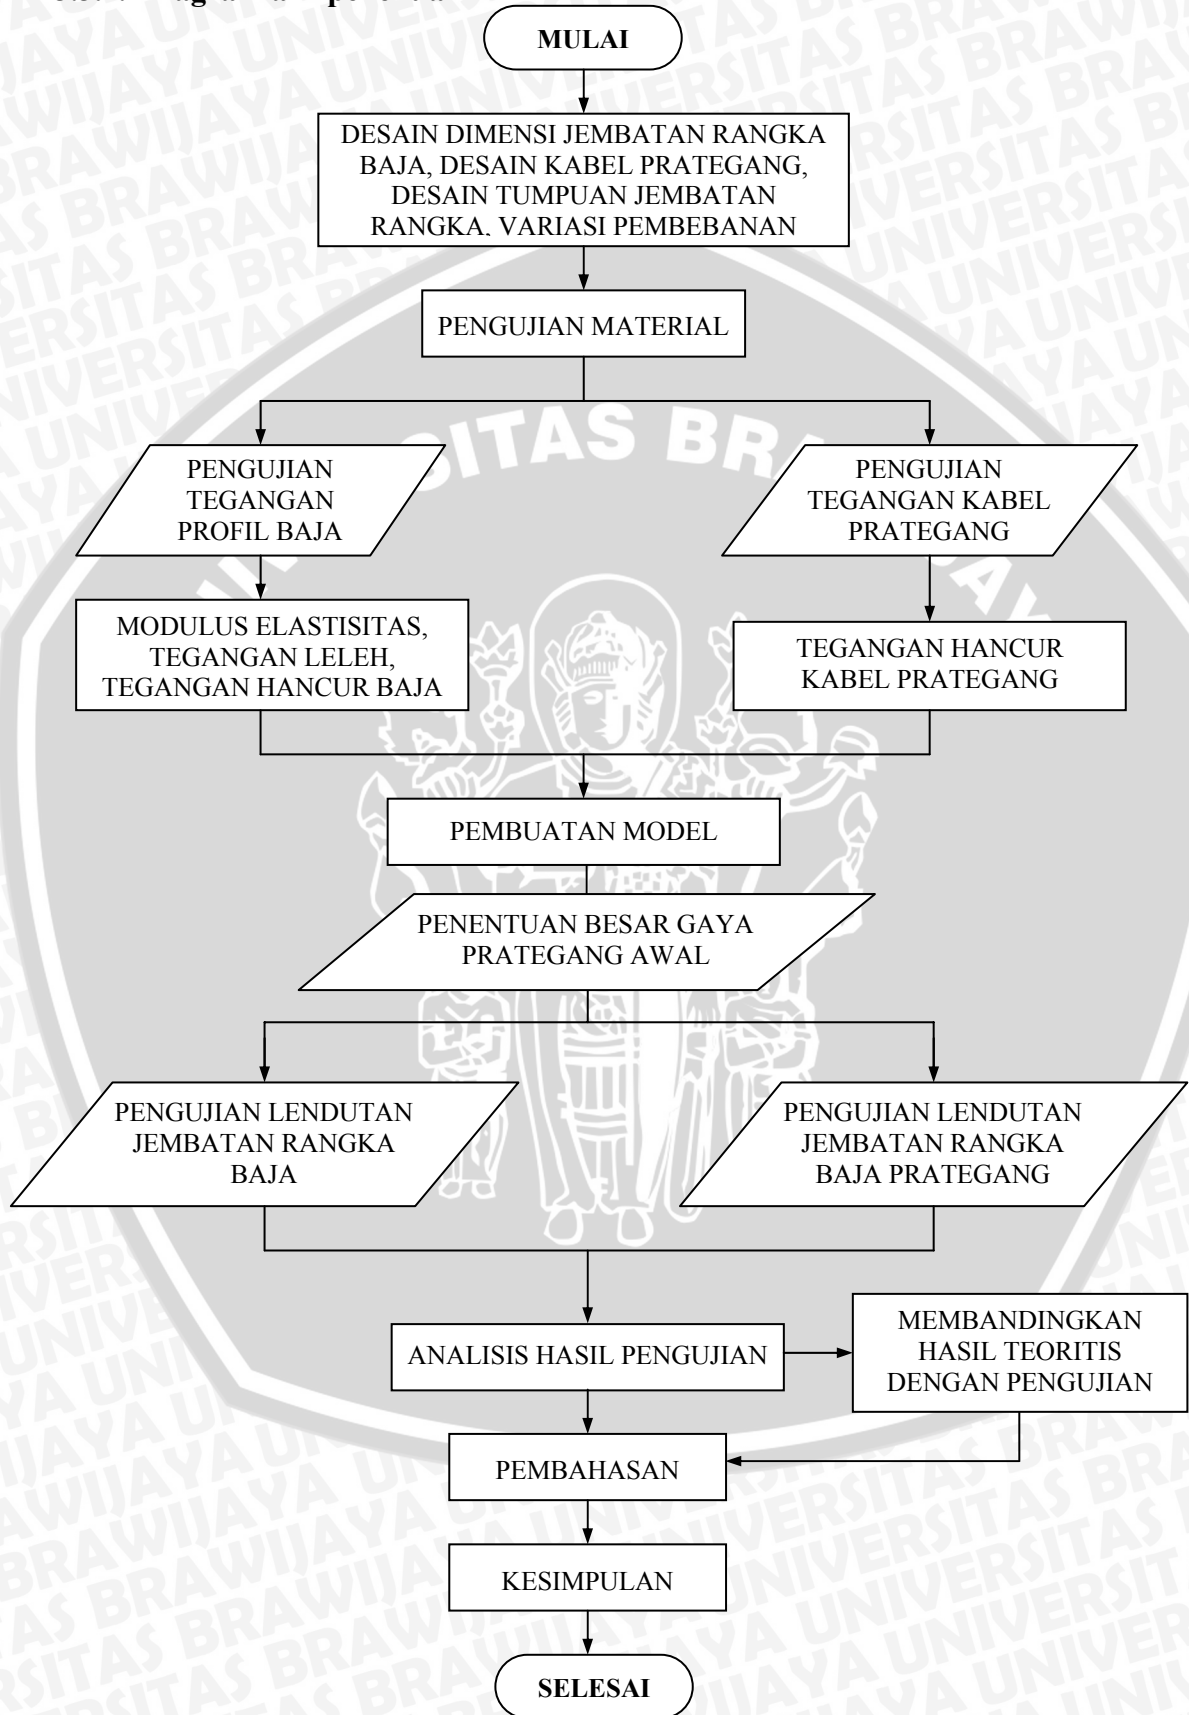 MULAI
DESAIN DIMENSI JEMBATAN RANGKA
BAJA, DESAIN KABEL PRATEGANG,
DESAIN TUMPUAN JEMBATAN
RANGKA, VARIASI PEMBEBANAN
PENGUJIAN MATERIAL
PENGUJIAN
TEGANGAN
PROFIL BAJA
PENGUJIAN
TEGANGAN KABEL
PRATEGANG
MODULUS ELASTISITAS,
TEGANGAN LELEH,
TEGANGAN HANCUR BAJA
TEGANGAN HANCUR
KABEL PRATEGANG
PEMBUATAN MODEL
PENENTUAN BESAR GAYA
PRATEGANG AWAL
PENGUJIAN LENDUTAN
JEMBATAN RANGKA
BAJA
PENGUJIAN LENDUTAN
JEMBATAN RANGKA
BAJA PRATEGANG
ANALISIS HASIL PENGUJIAN
MEMBANDINGKAN
HASIL TEORITIS
DENGAN PENGUJIAN
PEMBAHASAN
KESIMPULAN
SELESAI